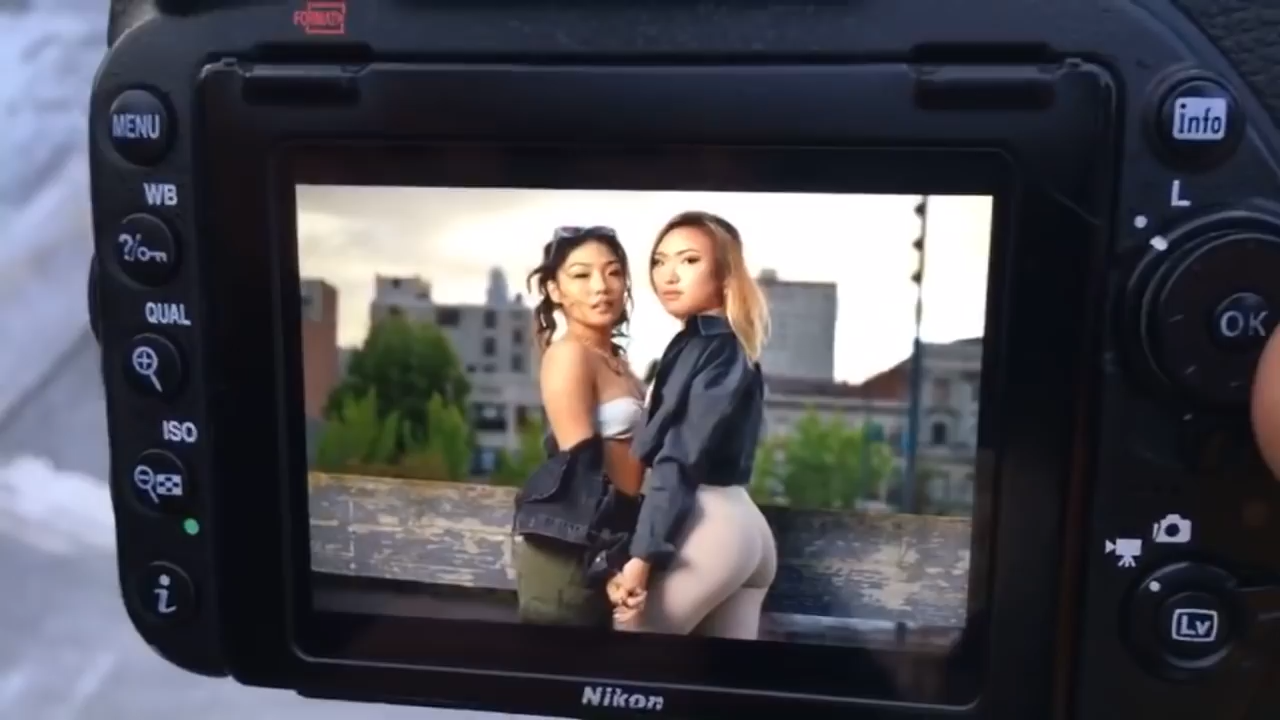 FORMAT
MENU
info
WB
L
?
QUAL
OK
ISO
i
Lv
Nikon